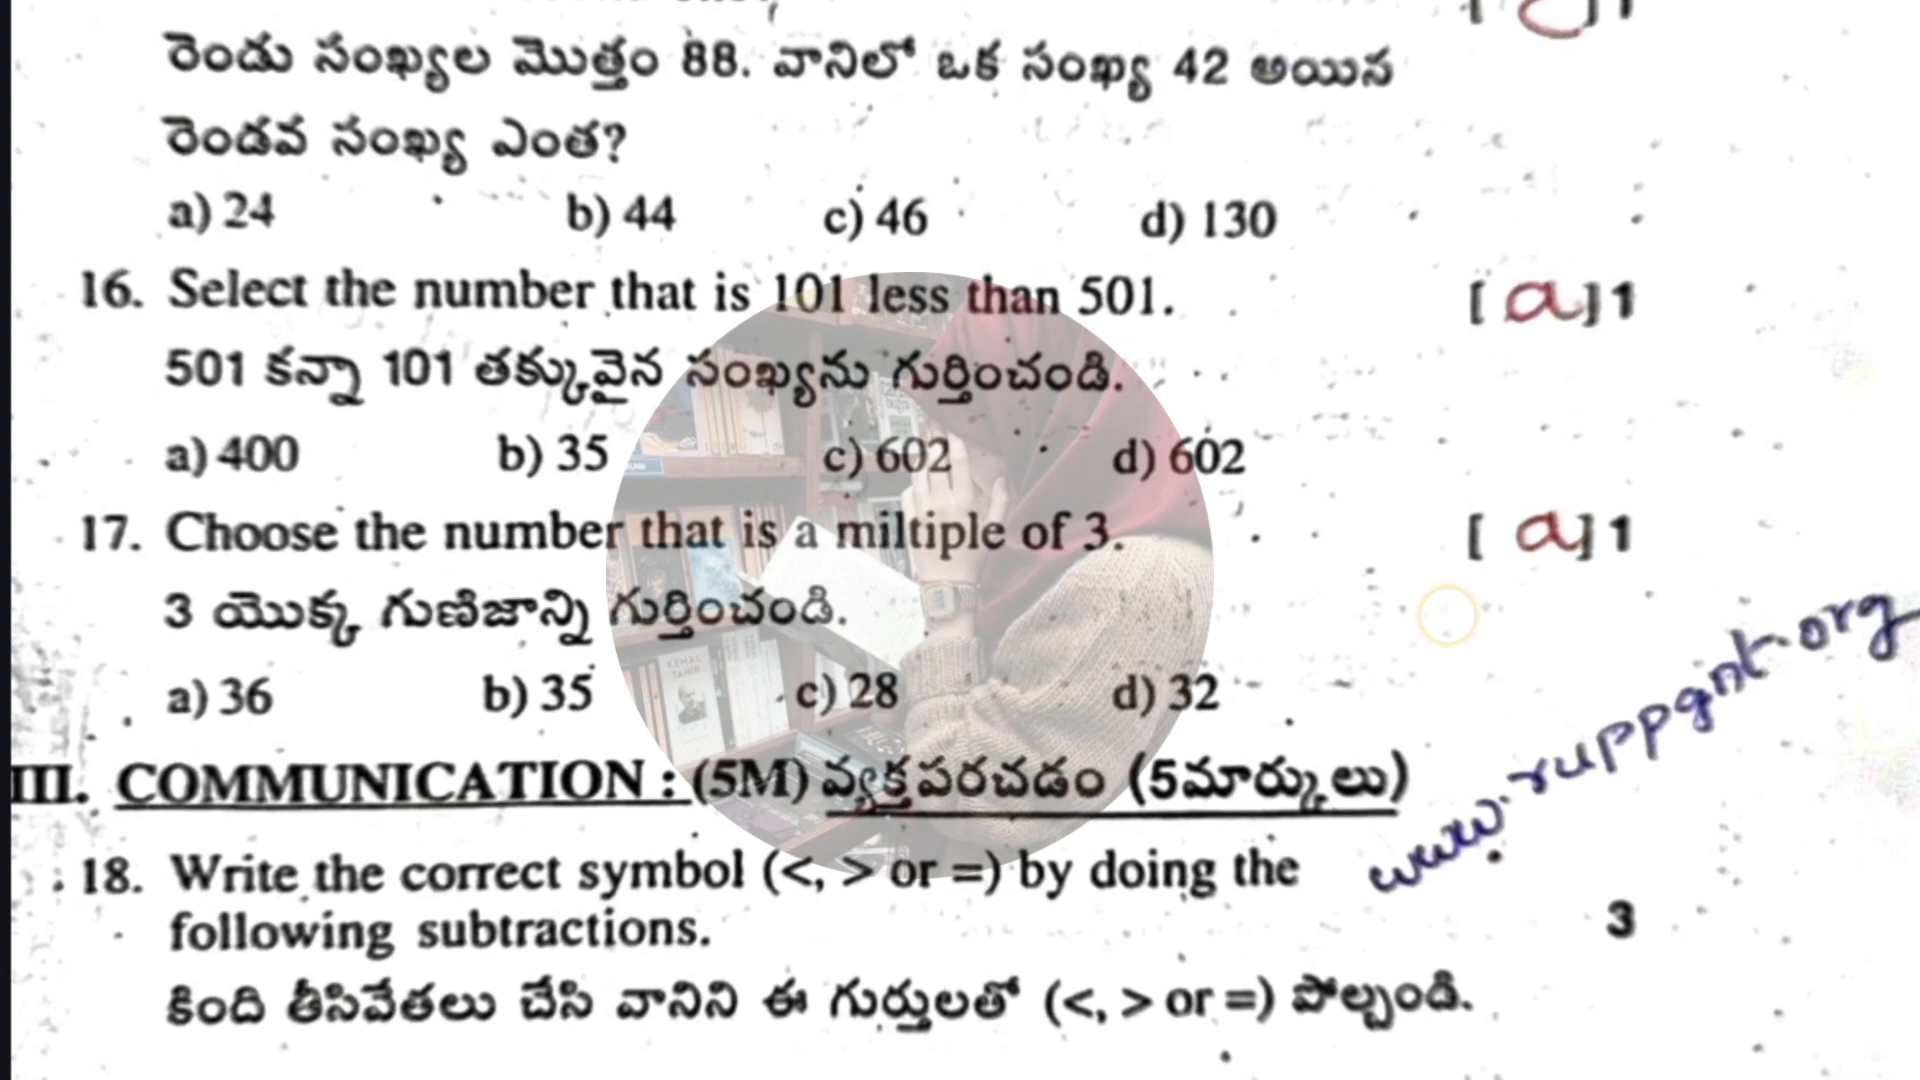 రెండు సంఖ్యల మొత్తం 88. వానిలో ఒక సంఖ్య 42 అయిన
రెండవ సంఖ్య ఎంత?
a) 24 b) 44 c) 46 d) 130
16. Select the number that is 101 less than 501. [ a ] 1
501 కన్నా 101 తక్కువైన సంఖ్యను గుర్తించండి.
a) 400 b) 35 c) 602 d) 602
17. Choose the number that is a miltiple of 3. [ a ] 1
3 యొక్క గుణిజాన్ని గుర్తించండి.
a) 36 b) 35 c) 28 d) 32
III. COMMUNICATION : (5M) వ్యక్తపరచడం (5మార్కులు)
www.ruppgnt.org
18. Write the correct symbol (<, > or =) by doing the
following subtractions. 3
కింది తీసివేతలు చేసి వానిని ఈ గుర్తులతో (<, > or =) పోల్చండి.